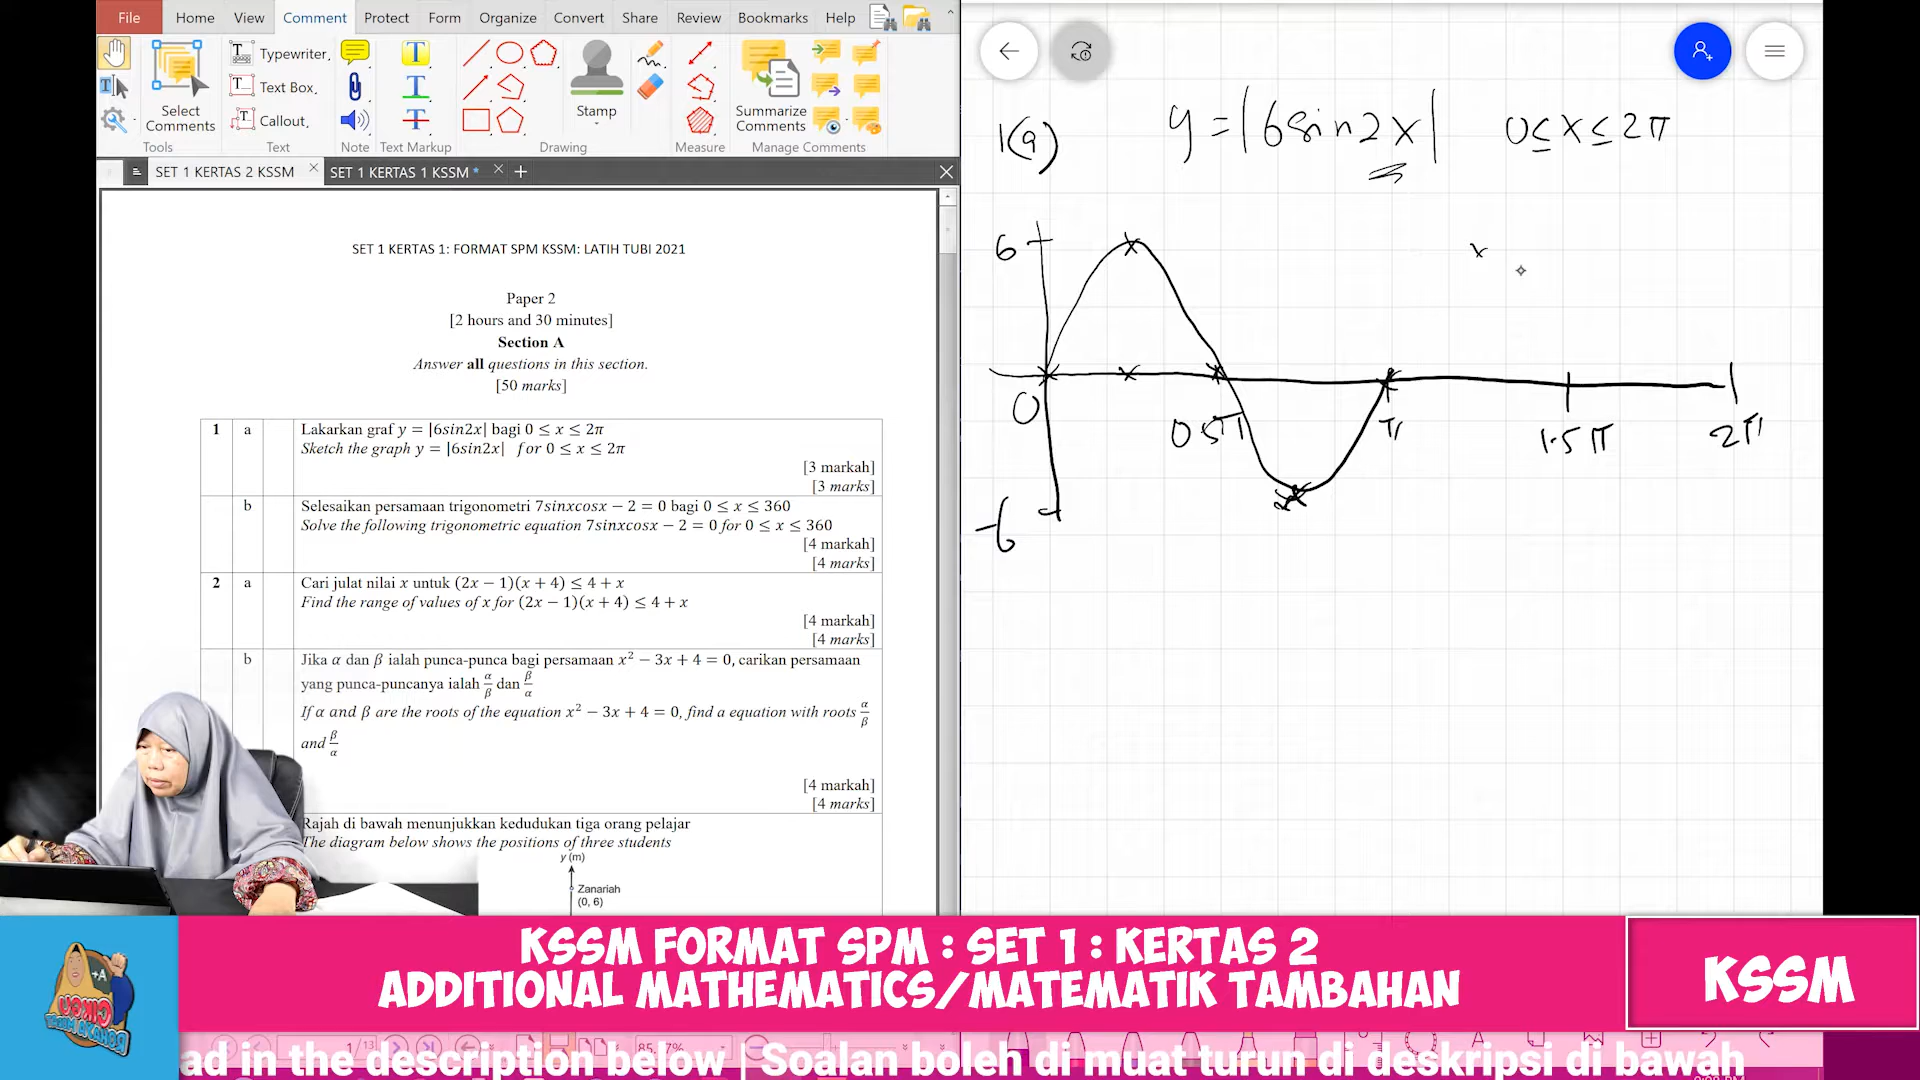 File Home View Comment Protect Form Organize Convert Share Review Bookmarks Help
Select Comments
Typewriter
Text Box
Callout
Stamp
Summarize Comments
Tools Text Note Text Markup Drawing Measure Manage Comments
SET 1 KERTAS 2 KSSM
SET 1 KERTAS 1 KSSM *
SET 1 KERTAS 1: FORMAT SPM KSSM: LATIH TUBI 2021
Paper 2
[2 hours and 30 minutes]
Section A
Answer all questions in this section.
[50 marks]
1 a Lakarkan graf y = |6sin2x| bagi 0 ≤ x ≤ 2π
Sketch the graph y = |6sin2x| for 0 ≤ x ≤ 2π
[3 markah]
[3 marks]
b Selesaikan persamaan trigonometri 7sinxcosx − 2 = 0 bagi 0 ≤ x ≤ 360
Solve the following trigonometric equation 7sinxcosx − 2 = 0 for 0 ≤ x ≤ 360
[4 markah]
[4 marks]
2 a Cari julat nilai x untuk (2x − 1)(x + 4) ≤ 4 + x
Find the range of values of x for (2x − 1)(x + 4) ≤ 4 + x
[4 markah]
[4 marks]
b Jika α dan β ialah punca-punca bagi persamaan x² − 3x + 4 = 0, carikan persamaan
yang punca-puncanya ialah α/β dan β/α
If α and β are the roots of the equation x² − 3x + 4 = 0, find a equation with roots α/β
and β/α
[4 markah]
[4 marks]
Rajah di bawah menunjukkan kedudukan tiga orang pelajar
The diagram below shows the positions of three students
y (m)
Zanariah
(0, 6)
1(a) y = |6 sin 2x| 0 ≤ x ≤ 2π
6 x
0 0.5π π 1.5π 2π
-6
KSSM FORMAT SPM : SET 1 : KERTAS 2
ADDITIONAL MATHEMATICS/MATEMATIK TAMBAHAN
KSSM
ad in the description below | Soalan boleh di muat turun di deskripsi di bawah